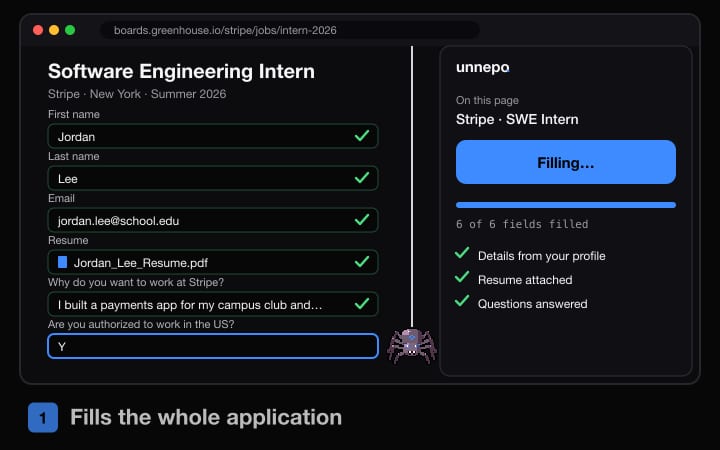 boards.greenhouse.io/stripe/jobs/intern-2026
Software Engineering Intern
Stripe · New York · Summer 2026
First name
Jordan
Last name
Lee
Email
jordan.lee@school.edu
Resume
Jordan_Lee_Resume.pdf
Why do you want to work at Stripe?
I built a payments app for my campus club and…
Are you authorized to work in the US?
Y
unnepo
On this page
Stripe · SWE Intern
Filling…
6 of 6 fields filled
Details from your profile
Resume attached
Questions answered
1 Fills the whole application